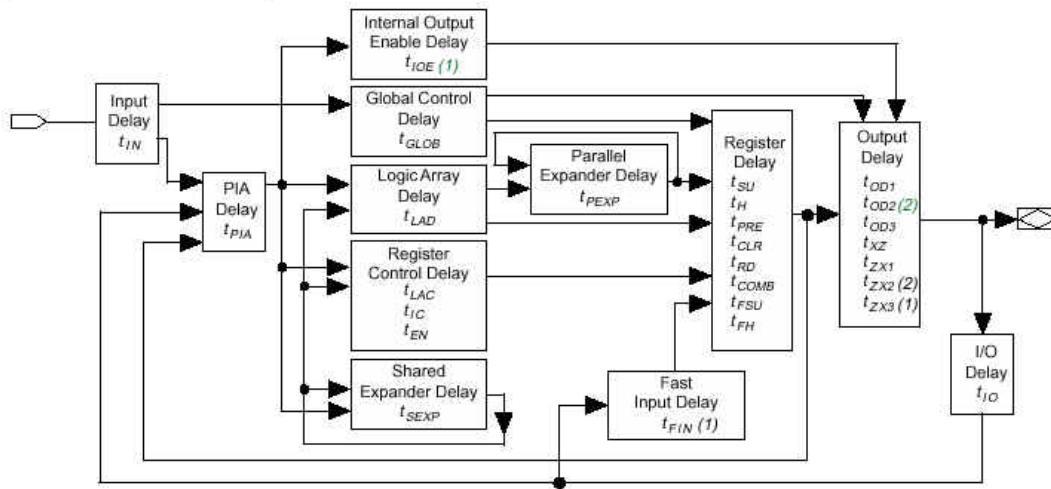 Internal Output
Enable Delay
tIOE (1)
Input
Delay
tIN
Global Control
Delay
tGLOB
PIA
Delay
tPIA
Logic Array
Delay
tLAD
Parallel
Expander Delay
tPEXP
Register
Control Delay
tLAC
tIC
tEN
Shared
Expander Delay
tSEXP
Fast
Input Delay
tFIN (1)
Register
Delay
tSU
tH
tPRE
tCLR
tRD
tCOMB
tFSU
tFH
Output
Delay
tOD1
tOD2 (2)
tOD3
tXZ
tZX1
tZX2 (2)
tZX3 (1)
I/O
Delay
tIO